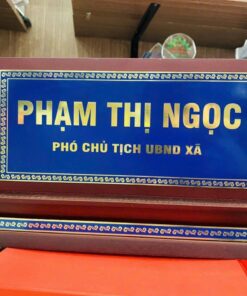 PHẠM THỊ NGỌC
PHÓ CHỦ TỊCH UBND XÃ